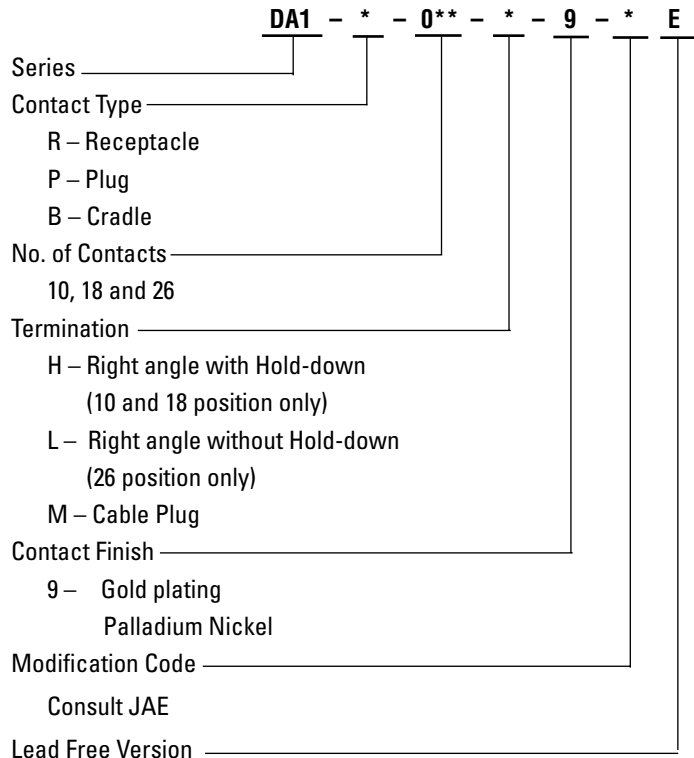 DA1 – * – 0** – * – 9 – * E
Series
Contact Type
R – Receptacle
P – Plug
B – Cradle
No. of Contacts
10, 18 and 26
Termination
H – Right angle with Hold-down
(10 and 18 position only)
L – Right angle without Hold-down
(26 position only)
M – Cable Plug
Contact Finish
9 – Gold plating
Palladium Nickel
Modification Code
Consult JAE
Lead Free Version